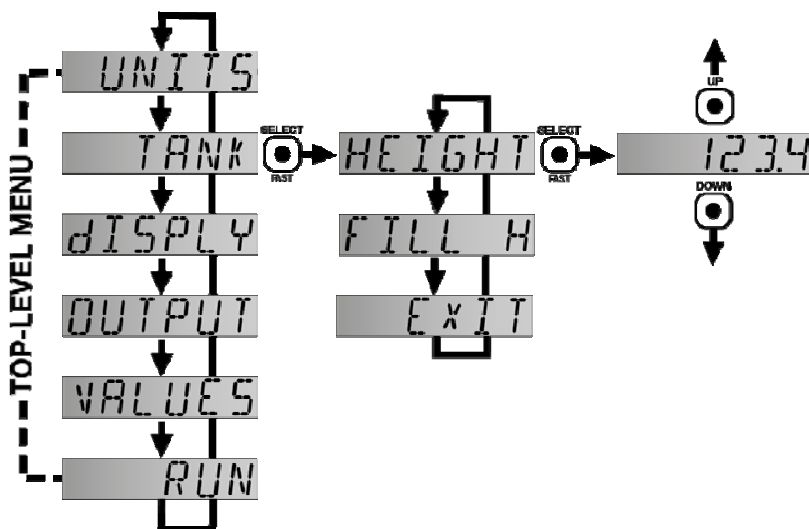 TOP-LEVEL MENU
UNITS
TANK
dISPLY
OUTPUT
VALUES
RUN
SELECT
FAST
HEIGHT
FILL H
ExIT
SELECT
FAST
UP
123.4
DOWN